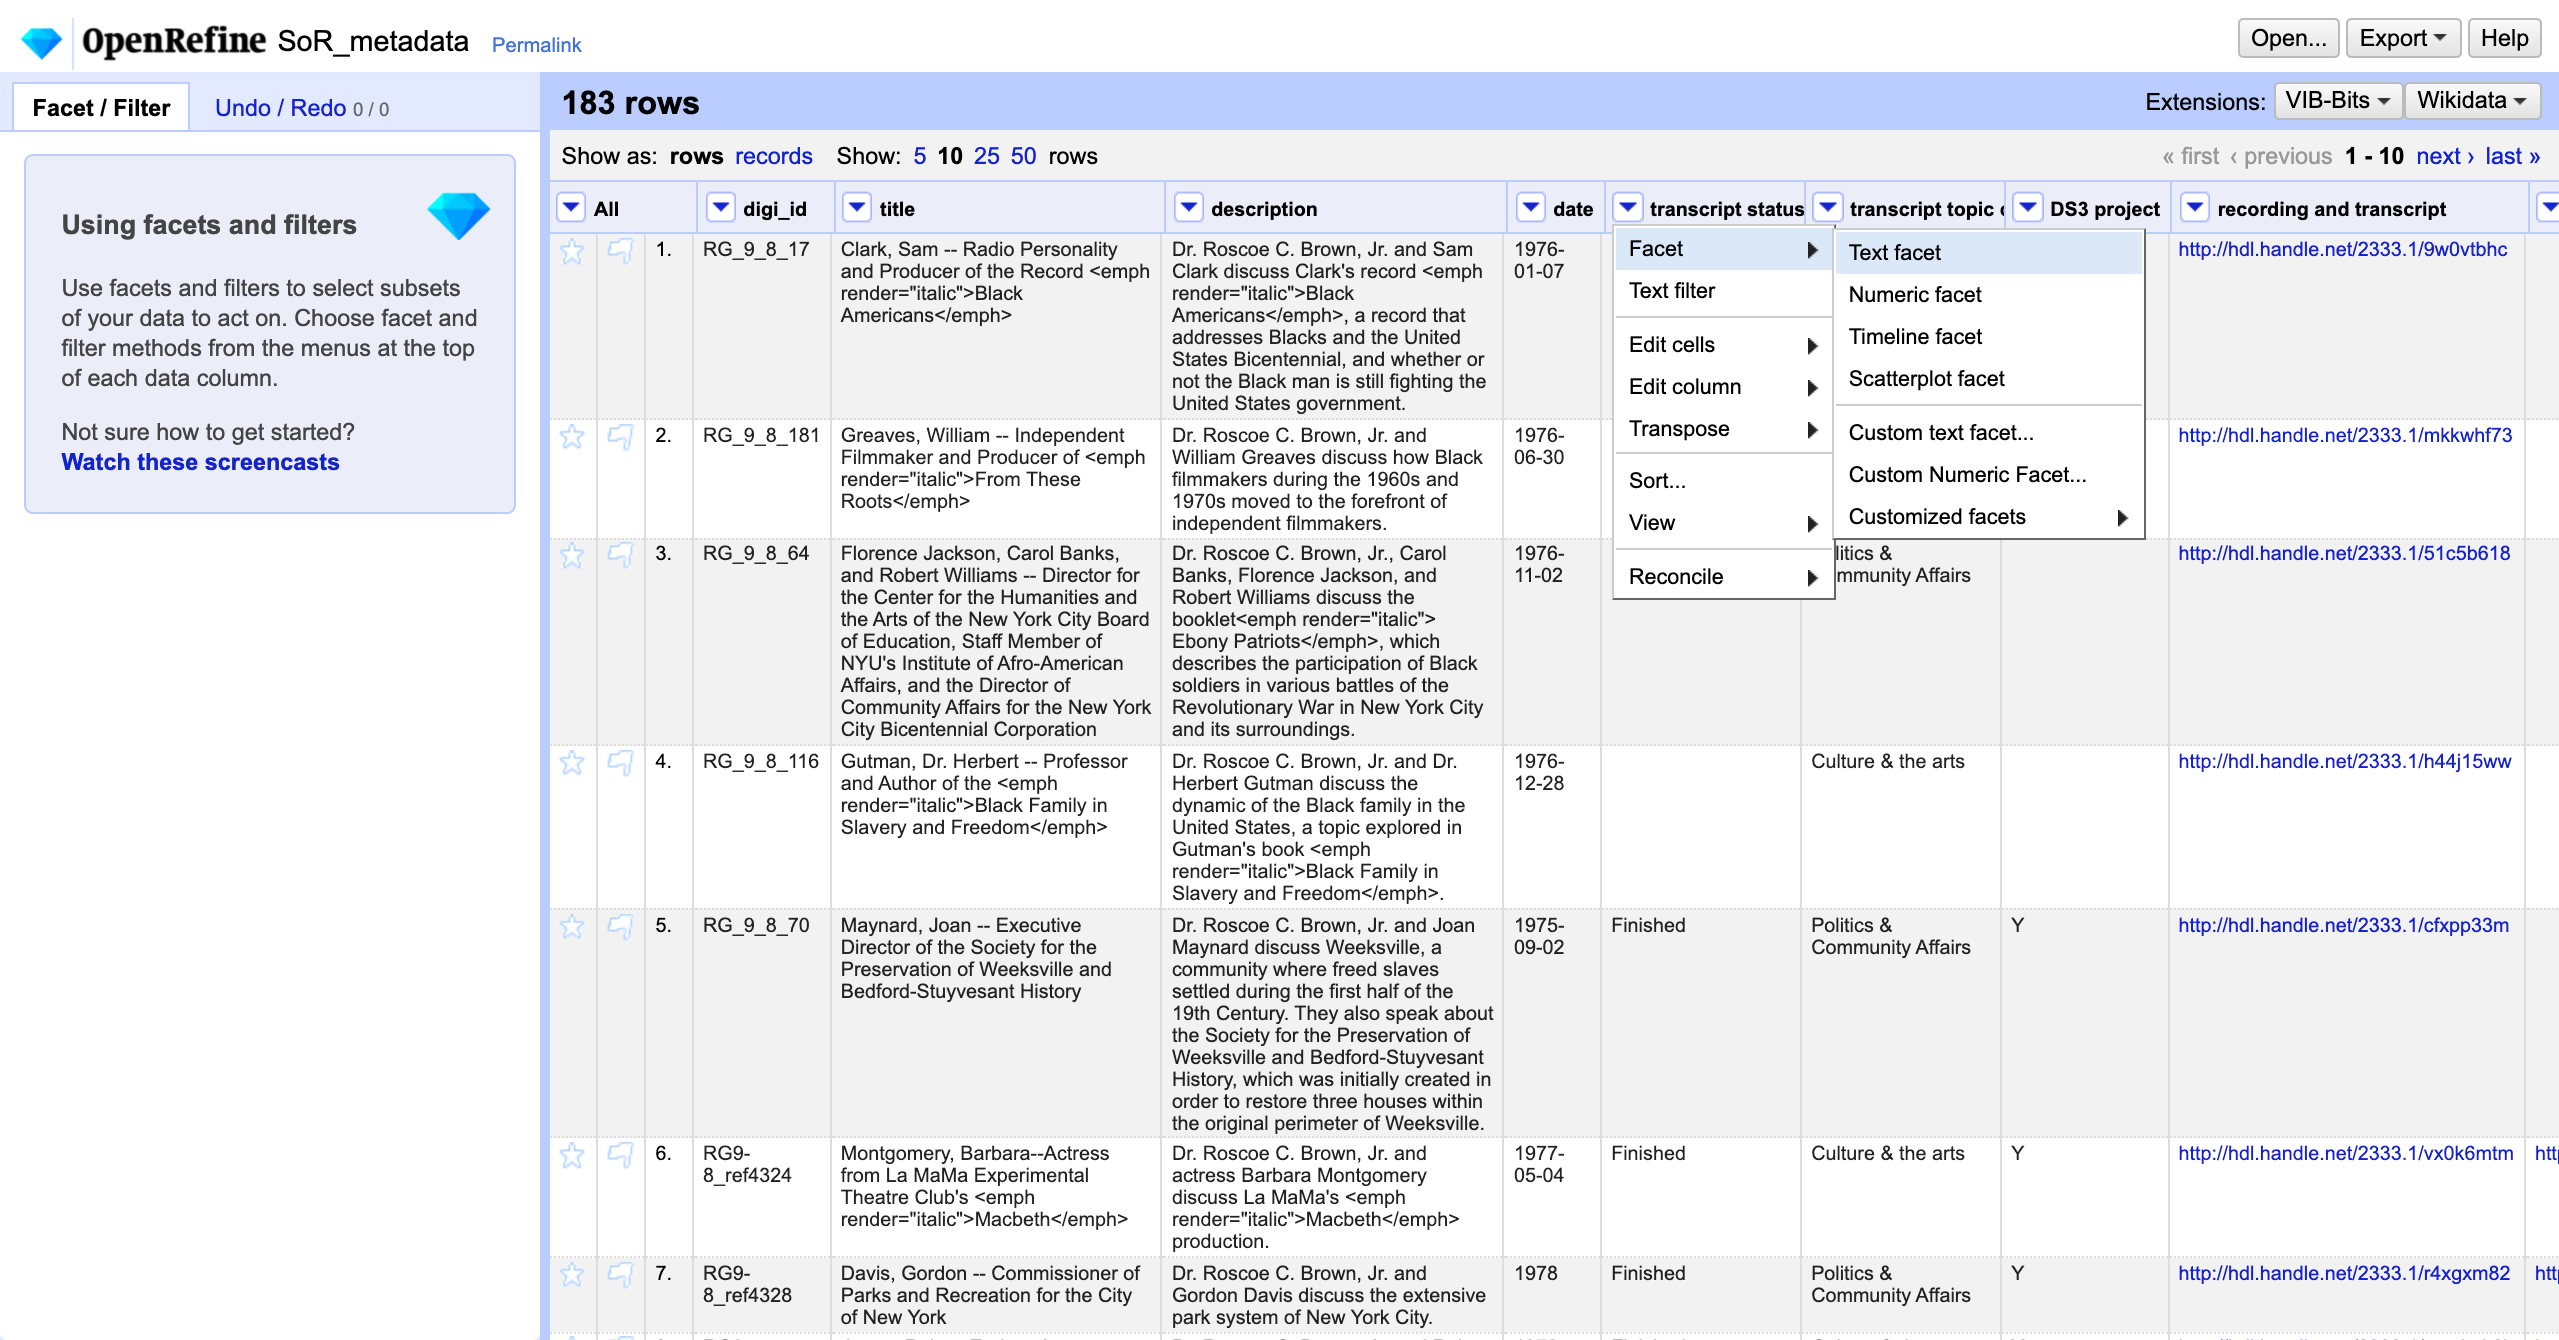 OpenRefine SoR_metadata Permalink
Open... Export Help
Facet / Filter Undo / Redo 0 / 0
183 rows
Extensions: VIB-Bits Wikidata
Show as: rows records Show: 5 10 25 50 rows
« first ‹ previous 1 - 10 next › last »
Using facets and filters
Use facets and filters to select subsets
of your data to act on. Choose facet and
filter methods from the menus at the top
of each data column.
Not sure how to get started?
Watch these screencasts
All digi_id title description date transcript status transcript topic DS3 project recording and transcript
Facet
Text filter
Edit cells
Edit column
Transpose
Sort...
View
Reconcile
Text facet
Numeric facet
Timeline facet
Scatterplot facet
Custom text facet...
Custom Numeric Facet...
Customized facets
1.
RG_9_8_17
Clark, Sam -- Radio Personality
and Producer of the Record <emph
render="italic">Black
Americans</emph>
Dr. Roscoe C. Brown, Jr. and Sam
Clark discuss Clark's record <emph
render="italic">Black
Americans</emph>, a record that
addresses Blacks and the United
States Bicentennial, and whether or
not the Black man is still fighting the
United States government.
1976-
01-07
http://hdl.handle.net/2333.1/9w0vtbhc
2.
RG_9_8_181
Greaves, William -- Independent
Filmmaker and Producer of <emph
render="italic">From These
Roots</emph>
Dr. Roscoe C. Brown, Jr. and
William Greaves discuss how Black
filmmakers during the 1960s and
1970s moved to the forefront of
independent filmmakers.
1976-
06-30
http://hdl.handle.net/2333.1/mkkwhf73
3.
RG_9_8_64
Florence Jackson, Carol Banks,
and Robert Williams -- Director for
the Center for the Humanities and
the Arts of the New York City Board
of Education, Staff Member of
NYU's Institute of Afro-American
Affairs, and the Director of
Community Affairs for the New York
City Bicentennial Corporation
Dr. Roscoe C. Brown, Jr., Carol
Banks, Florence Jackson, and
Robert Williams discuss the
booklet<emph render="italic">
Ebony Patriots</emph>, which
describes the participation of Black
soldiers in various battles of the
Revolutionary War in New York City
and its surroundings.
1976-
11-02
litics &
mmunity Affairs
http://hdl.handle.net/2333.1/51c5b618
4.
RG_9_8_116
Gutman, Dr. Herbert -- Professor
and Author of the <emph
render="italic">Black Family in
Slavery and Freedom</emph>
Dr. Roscoe C. Brown, Jr. and Dr.
Herbert Gutman discuss the
dynamic of the Black family in the
United States, a topic explored in
Gutman's book <emph
render="italic">Black Family in
Slavery and Freedom</emph>.
1976-
12-28
Culture & the arts
http://hdl.handle.net/2333.1/h44j15ww
5.
RG_9_8_70
Maynard, Joan -- Executive
Director of the Society for the
Preservation of Weeksville and
Bedford-Stuyvesant History
Dr. Roscoe C. Brown, Jr. and Joan
Maynard discuss Weeksville, a
community where freed slaves
settled during the first half of the
19th Century. They also speak about
the Society for the Preservation of
Weeksville and Bedford-Stuyvesant
History, which was initially created in
order to restore three houses within
the original perimeter of Weeksville.
1975-
09-02
Finished
Politics &
Community Affairs
Y
http://hdl.handle.net/2333.1/cfxpp33m
6.
RG9-
8_ref4324
Montgomery, Barbara--Actress
from La MaMa Experimental
Theatre Club's <emph
render="italic">Macbeth</emph>
Dr. Roscoe C. Brown, Jr. and
actress Barbara Montgomery
discuss La MaMa's <emph
render="italic">Macbeth</emph>
production.
1977-
05-04
Finished
Culture & the arts
Y
http://hdl.handle.net/2333.1/vx0k6mtm
htt
7.
RG9-
8_ref4328
Davis, Gordon -- Commissioner of
Parks and Recreation for the City
of New York
Dr. Roscoe C. Brown, Jr. and
Gordon Davis discuss the extensive
park system of New York City.
1978
Finished
Politics &
Community Affairs
Y
http://hdl.handle.net/2333.1/r4xgxm82
htt